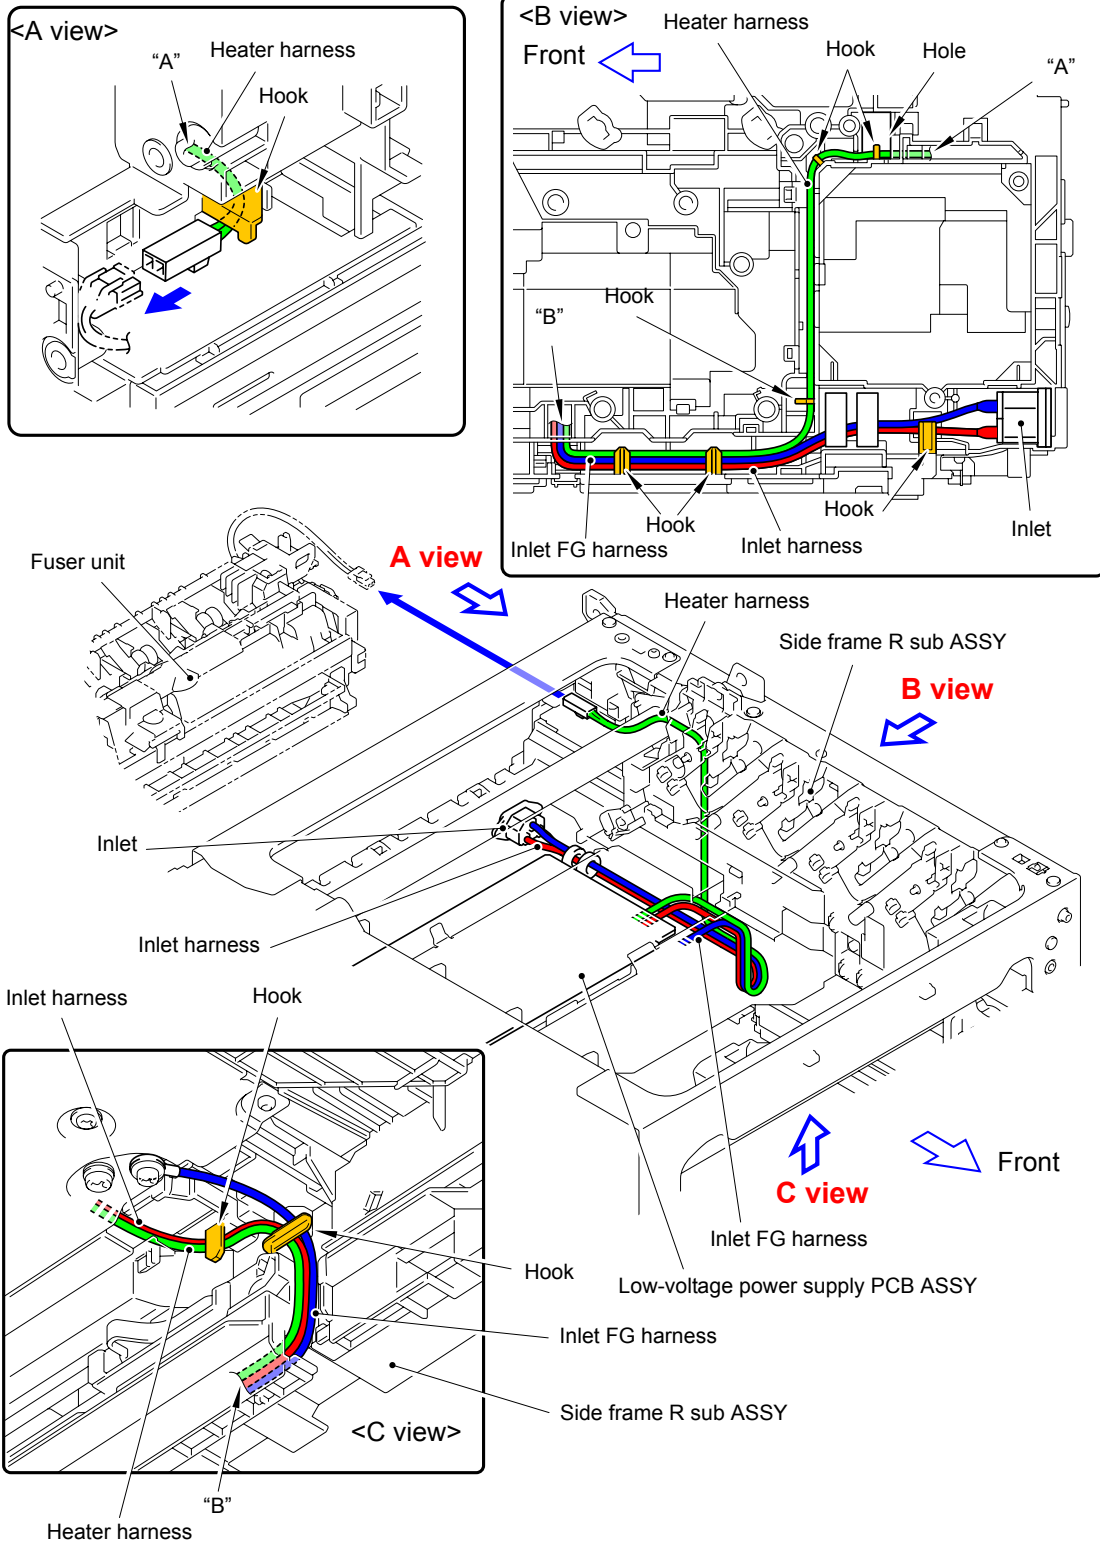 <A view>
“A”
Heater harness
Hook
<B view>
Heater harness
Front
Hook
Hole
“A”
Hook
“B”
Hook
Hook
Inlet FG harness
Inlet harness
Inlet
Fuser unit
A view
Heater harness
Side frame R sub ASSY
B view
Inlet
Inlet harness
Inlet harness
Hook
Front
C view
Inlet FG harness
Low-voltage power supply PCB ASSY
Hook
Inlet FG harness
Side frame R sub ASSY
<C view>
“B”
Heater harness